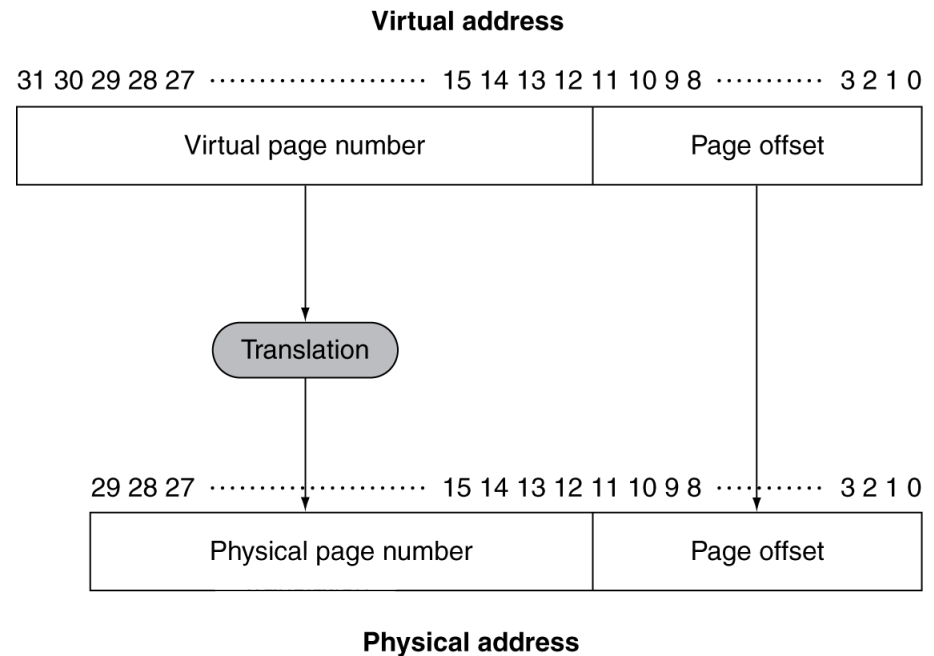 Virtual address
31 30 29 28 27 ······················ 15 14 13 12 11 10 9 8 ··········· 3 2 1 0
Virtual page number Page offset
Translation
29 28 27 ······················ 15 14 13 12 11 10 9 8 ··········· 3 2 1 0
Physical page number Page offset
Physical address